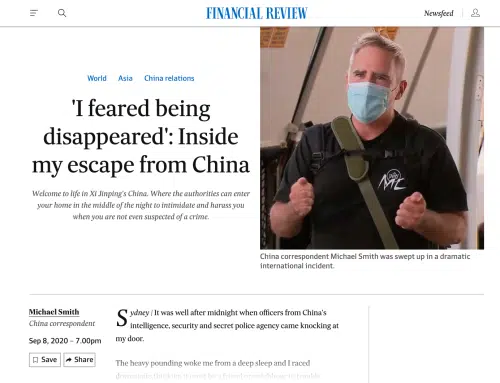 FINANCIAL REVIEW
Newsfeed
World Asia China relations
'I feared being
disappeared': Inside
my escape from China
Welcome to life in Xi Jinping's China. Where the authorities can enter
your home in the middle of the night to intimidate and harass you
when you are not even suspected of a crime.
China correspondent Michael Smith was swept up in a dramatic
international incident.
Michael Smith
China correspondent
Sep 8, 2020 – 7.00pm
Save
Share
Sydney | It was well after midnight when officers from China's
intelligence, security and secret police agency came knocking at
my door.
The heavy pounding woke me from a deep sleep and I raced